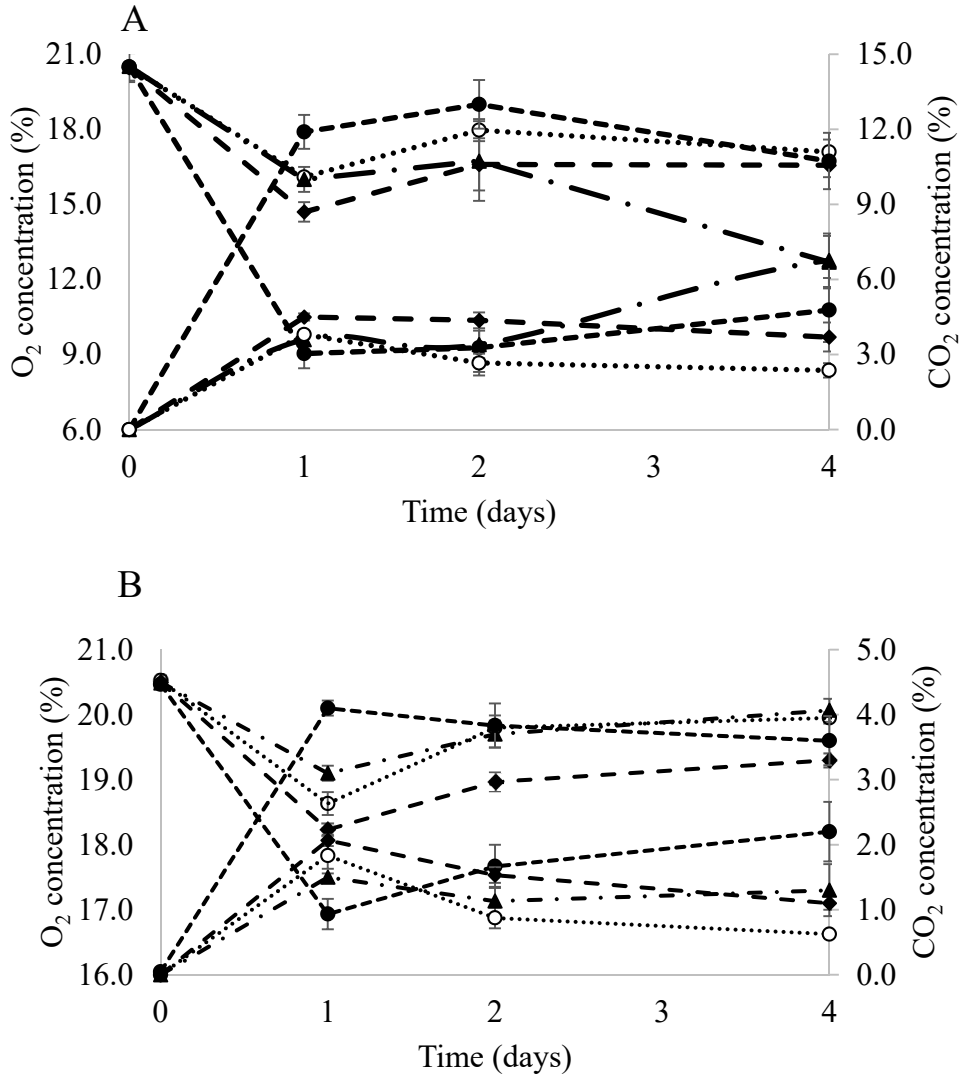 A
O₂ concentration (%)
21.0
18.0
15.0
12.0
9.0
6.0
15.0
12.0
9.0
6.0
3.0
0.0
CO₂ concentration (%)
0 1 2 3 4
Time (days)
B
O₂ concentration (%)
21.0
20.0
19.0
18.0
17.0
16.0
5.0
4.0
3.0
2.0
1.0
0.0
CO₂ concentration (%)
0 1 2 3 4
Time (days)